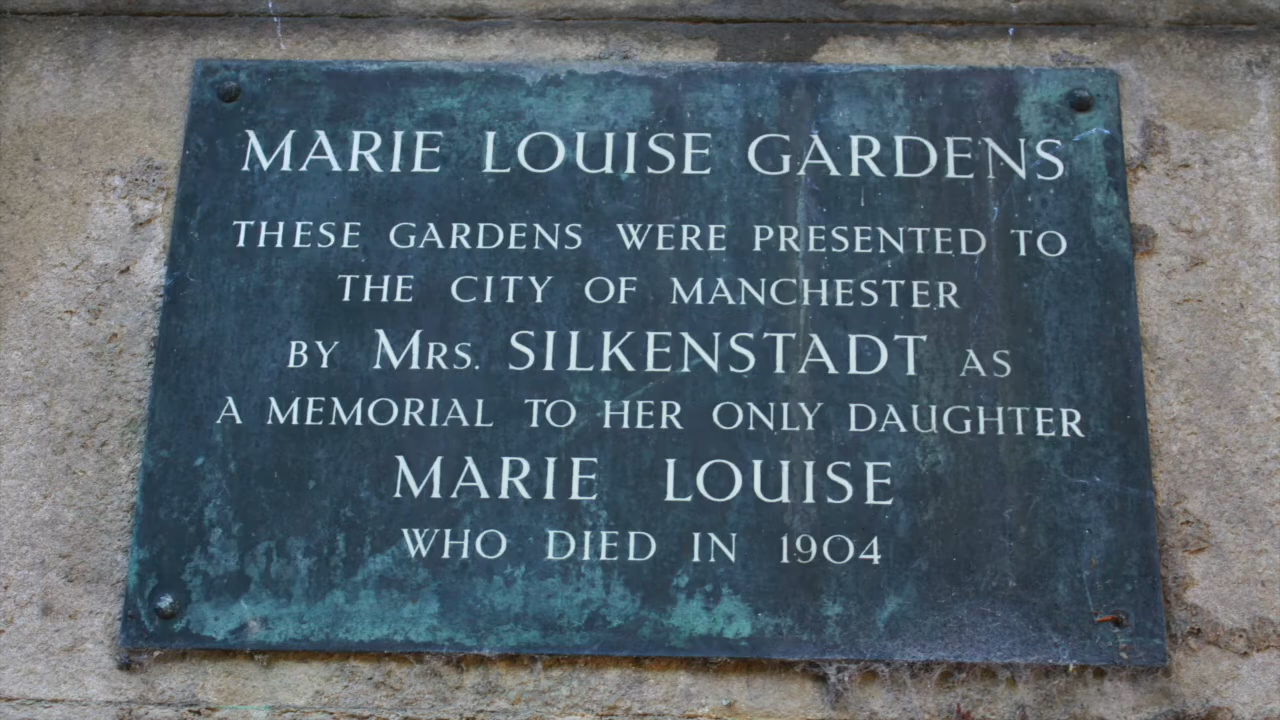 MARIE LOUISE GARDENS
THESE GARDENS WERE PRESENTED TO
THE CITY OF MANCHESTER
BY MRS. SILKENSTADT AS
A MEMORIAL TO HER ONLY DAUGHTER
MARIE LOUISE
WHO DIED IN 1904